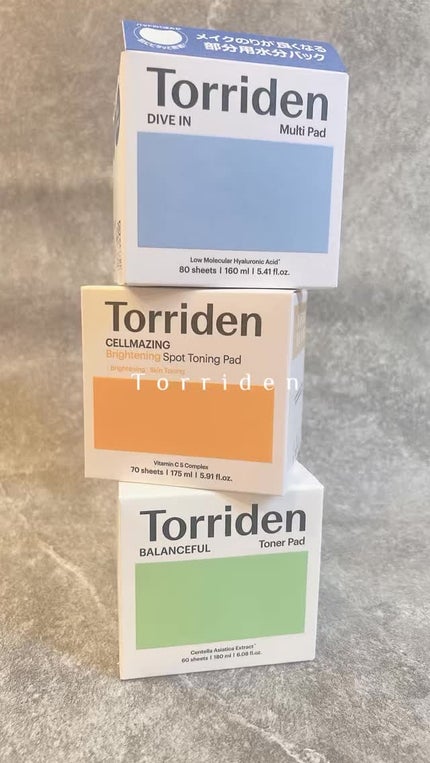 メイクのりが良くなる
部分用水分パック
Torriden
DIVE IN
Multi Pad
Low Molecular Hyaluronic Acid*
80 sheets | 160 ml | 5.41 fl.oz.
Torriden
CELLMAZING
Brightening Spot Toning Pad
Brightening Skin Toning
Torriden
Vitamin C 5 Complex
70 sheets | 175 ml | 5.91 fl.oz.
Torriden
BALANCEFUL
Toner Pad
Centella Asiatica Extract*
60 sheets | 180 ml | 6.08 fl.oz.